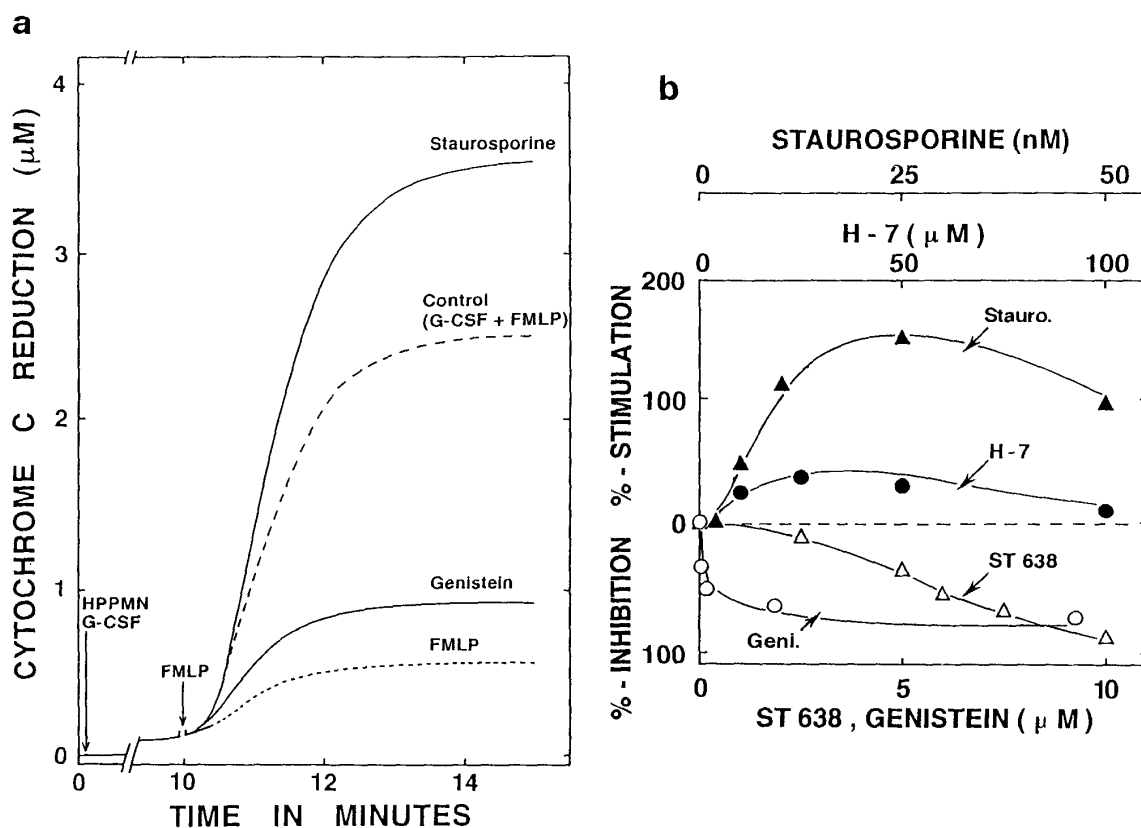 a
CYTOCHROME C REDUCTION (µM)
4
3
2
1
0
Staurosporine
Control
(G-CSF + FMLP)
Genistein
FMLP
HPPMN
G-CSF
FMLP
0 10 12 14
TIME IN MINUTES
b
STAUROSPORINE (nM)
0 25 50
H - 7 ( µ M )
0 50 100
%-INHIBITION %-STIMULATION
200
100
0
100
Stauro.
H - 7
ST 638
Geni.
0 5 10
ST 638 , GENISTEIN ( µ M )